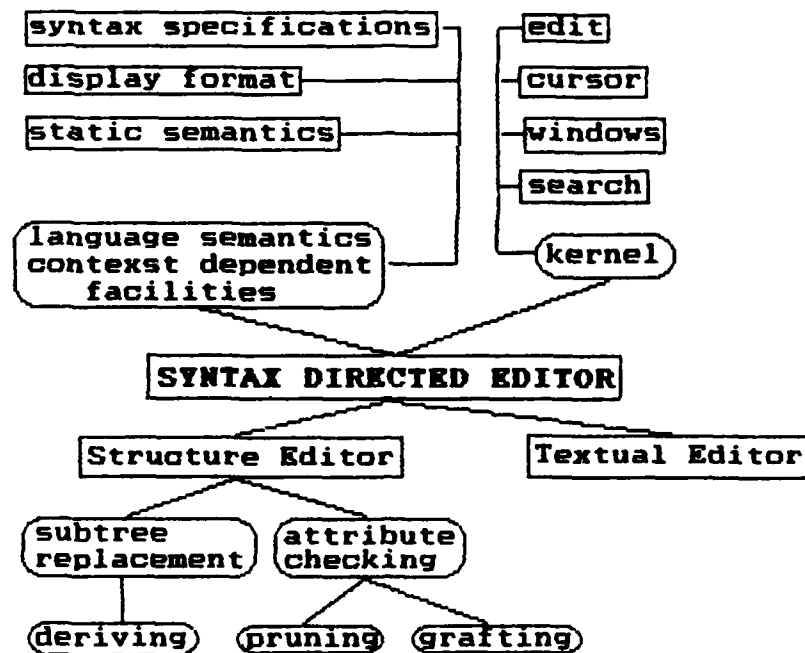 syntax specifications
edit
display format
cursor
static semantics
windows
search
language semantics
contexst dependent
facilities
kernel
SYNTAX DIRECTED EDITOR
Structure Editor
Textual Editor
subtree
replacement
attribute
checking
deriving
pruning
grafting